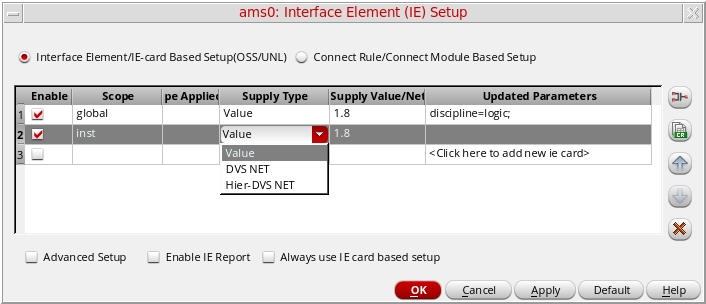 ams0: Interface Element (IE) Setup
Interface Element/IE-card Based Setup(OSS/UNL) Connect Rule/Connect Module Based Setup
Enable Scope pe Applied Supply Type Supply Value/Net Updated Parameters
1 global Value 1.8 discipline=logic;
2 inst Value 1.8
3 Value <Click here to add new ie card>
DVS NET
Hier-DVS NET
CR
Advanced Setup Enable IE Report Always use IE card based setup
OK Cancel Apply Default Help